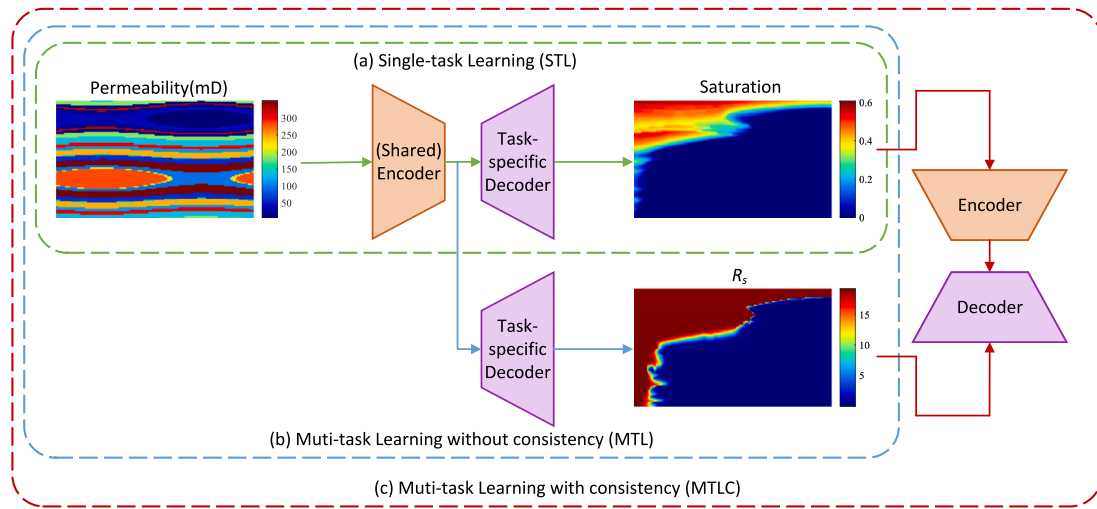 (a) Single-task Learning (STL)
Permeability(mD)
300
250
200
150
100
50
(Shared)
Encoder
Task-
specific
Decoder
Saturation
0.6
0.4
0.2
0
Encoder
Decoder
Task-
specific
Decoder
Rs
15
10
5
(b) Muti-task Learning without consistency (MTL)
(c) Muti-task Learning with consistency (MTLC)